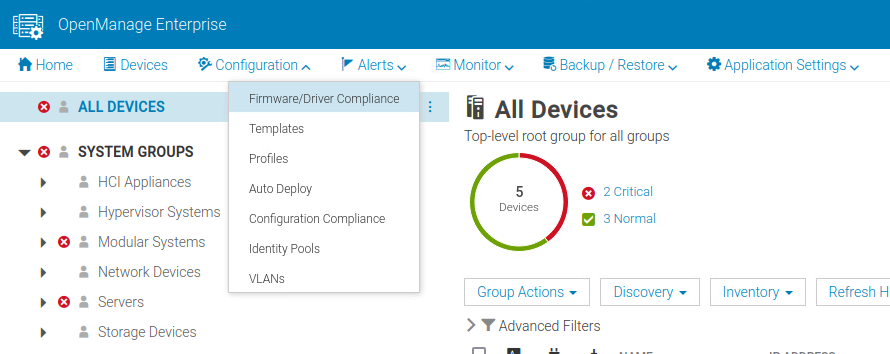 OpenManage Enterprise
Home Devices Configuration Alerts Monitor Backup / Restore Application Settings
ALL DEVICES
SYSTEM GROUPS
HCI Appliances
Hypervisor Systems
Modular Systems
Network Devices
Servers
Storage Devices
Firmware/Driver Compliance
Templates
Profiles
Auto Deploy
Configuration Compliance
Identity Pools
VLANs
All Devices
Top-level root group for all groups
5
Devices
2 Critical
3 Normal
Group Actions Discovery Inventory Refresh H
Advanced Filters
NAME IP ADDRESS